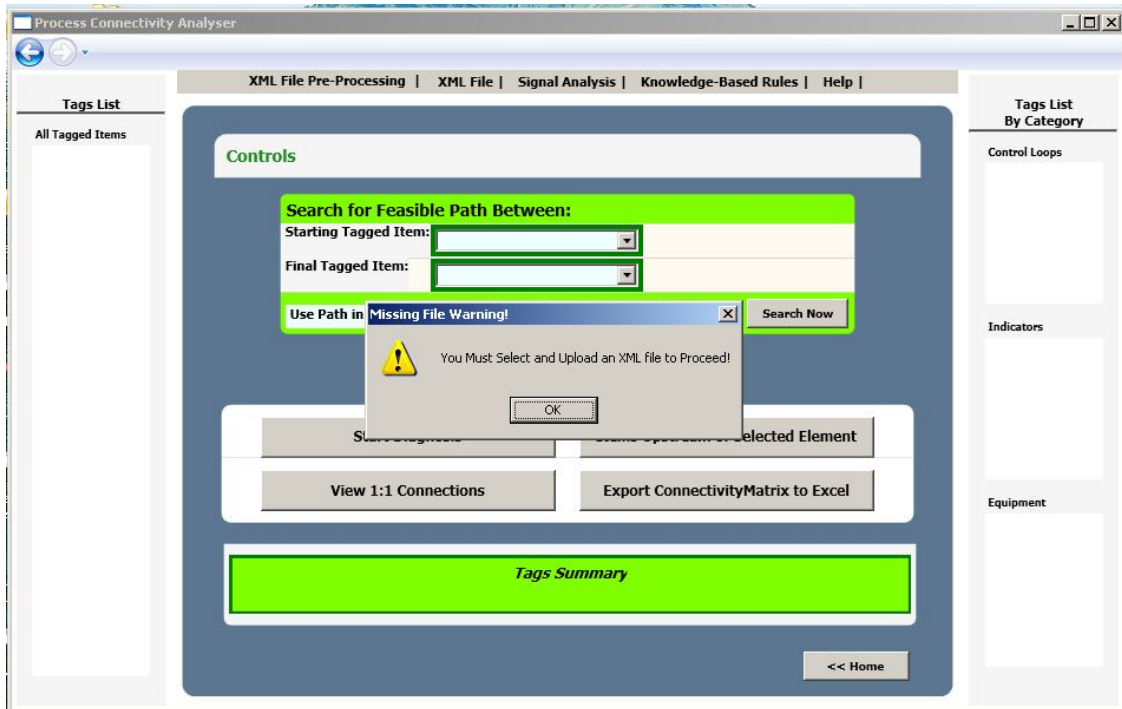 Process Connectivity Analyser
XML File Pre-Processing | XML File | Signal Analysis | Knowledge-Based Rules | Help |
Tags List
All Tagged Items
Tags List
By Category
Control Loops
Indicators
Equipment
Controls
Search for Feasible Path Between:
Starting Tagged Item:
Final Tagged Item:
Use Path in
Search Now
Missing File Warning!
You Must Select and Upload an XML file to Proceed!
OK
Selected Element
View 1:1 Connections
Export ConnectivityMatrix to Excel
Tags Summary
<< Home